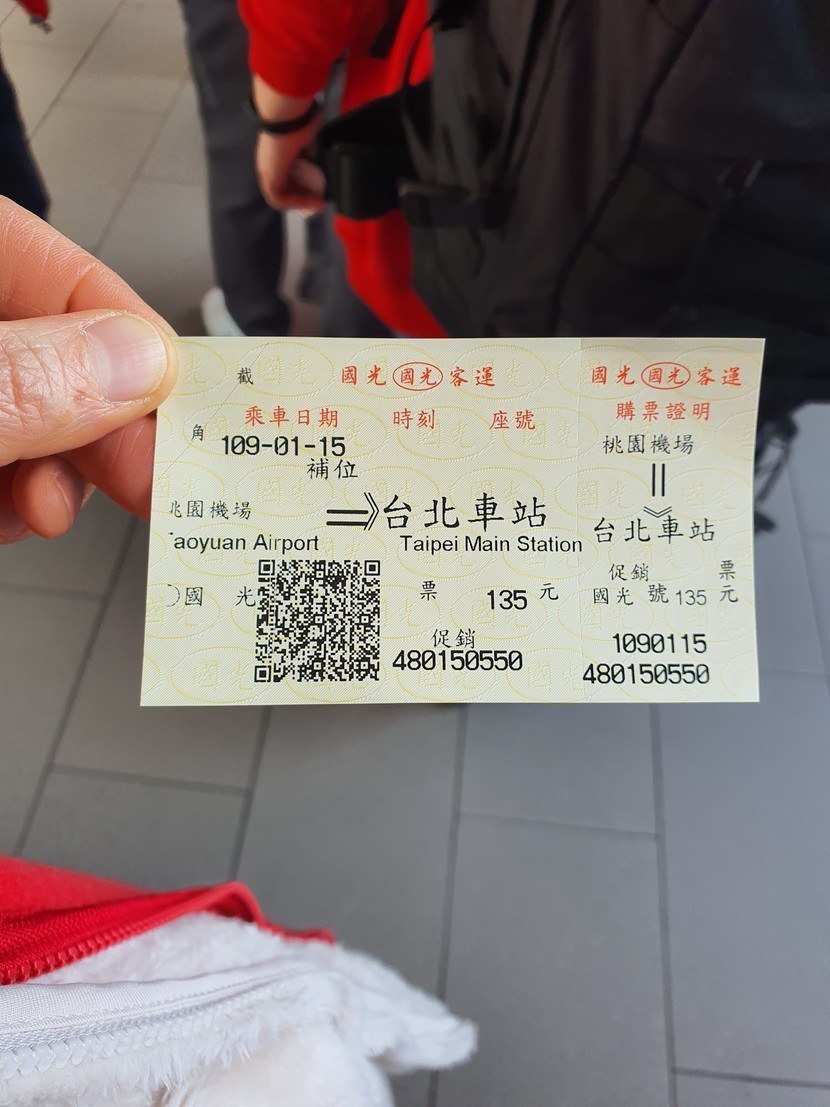 截 國光 國光 客運
角 乘車日期 時刻 座號
109-01-15
補位
桃園機場 台北車站
Taoyuan Airport Taipei Main Station
國 光 票 135 元
促銷
480150550
國光 國光 客運
購票證明
桃園機場
台北車站
促銷 票
國光 號 135 元
1090115
480150550